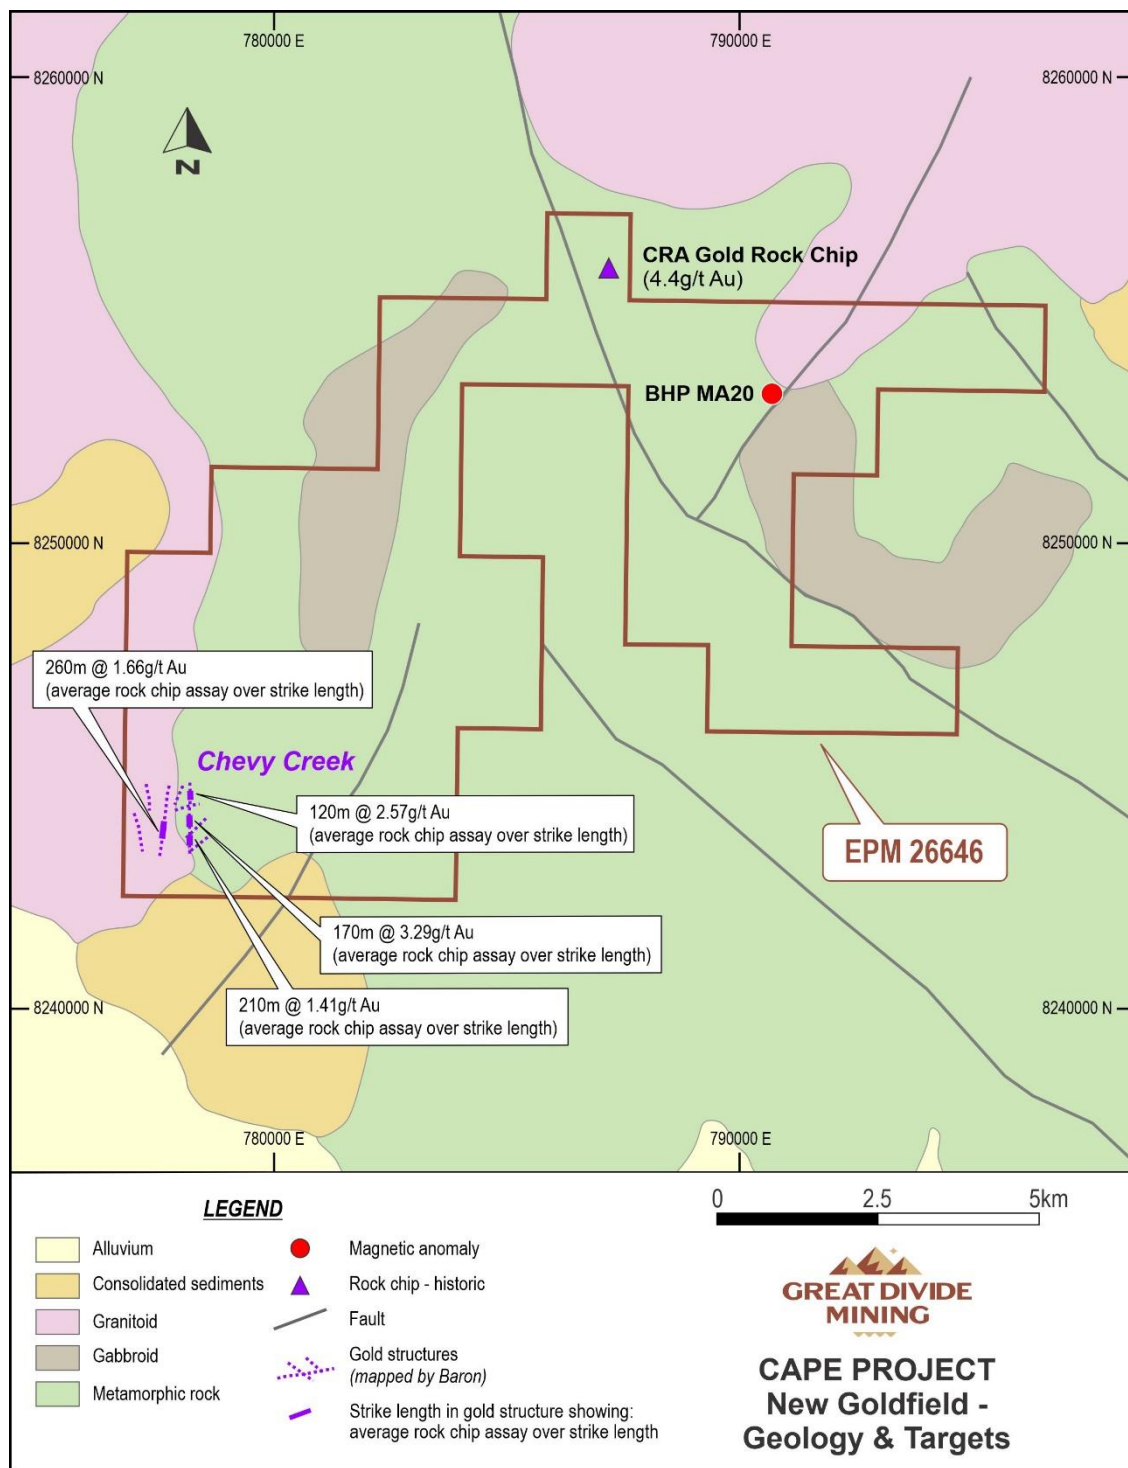 780000 E
790000 E
8260000 N
8260000 N
N
CRA Gold Rock Chip
(4.4g/t Au)
BHP MA20
8250000 N
8250000 N
260m @ 1.66g/t Au
(average rock chip assay over strike length)
Chevy Creek
120m @ 2.57g/t Au
(average rock chip assay over strike length)
EPM 26646
170m @ 3.29g/t Au
(average rock chip assay over strike length)
210m @ 1.41g/t Au
(average rock chip assay over strike length)
8240000 N
8240000 N
780000 E
790000 E
LEGEND
Alluvium
Consolidated sediments
Granitoid
Gabbroid
Metamorphic rock
Magnetic anomaly
Rock chip - historic
Fault
Gold structures
(mapped by Baron)
Strike length in gold structure showing:
average rock chip assay over strike length
0 2.5 5km
GREAT DIVIDE
MINING
CAPE PROJECT
New Goldfield -
Geology & Targets